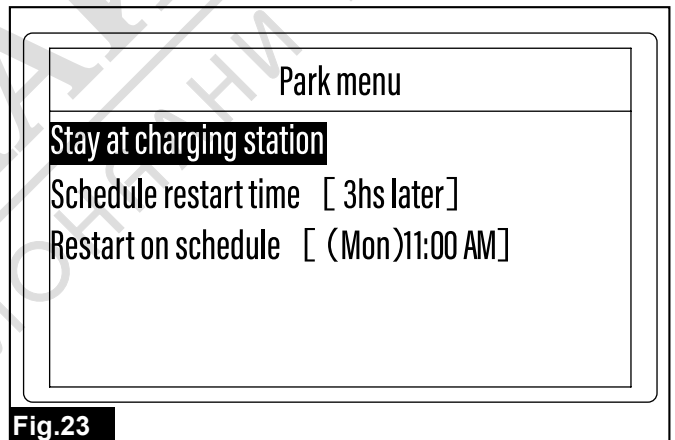 Park menu
Stay at charging station
Schedule restart time [ 3hs later]
Restart on schedule [ (Mon)11:00 AM]
Fig.23